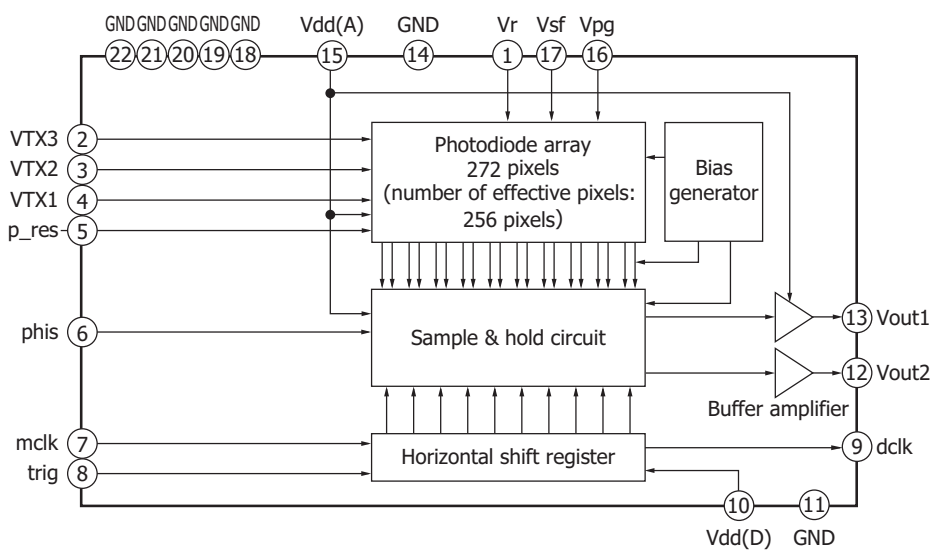 GND GND GND GND GND Vdd(A) GND Vr Vsf Vpg
22 21 20 19 18 15 14 1 17 16
VTX3 2
VTX2 3
VTX1 4
p_res 5
Photodiode array
272 pixels
(number of effective pixels:
256 pixels)
Bias
generator
phis 6
Sample & hold circuit
13 Vout1
12 Vout2
Buffer amplifier
mclk 7
trig 8
Horizontal shift register
9 dclk
10 11
Vdd(D) GND